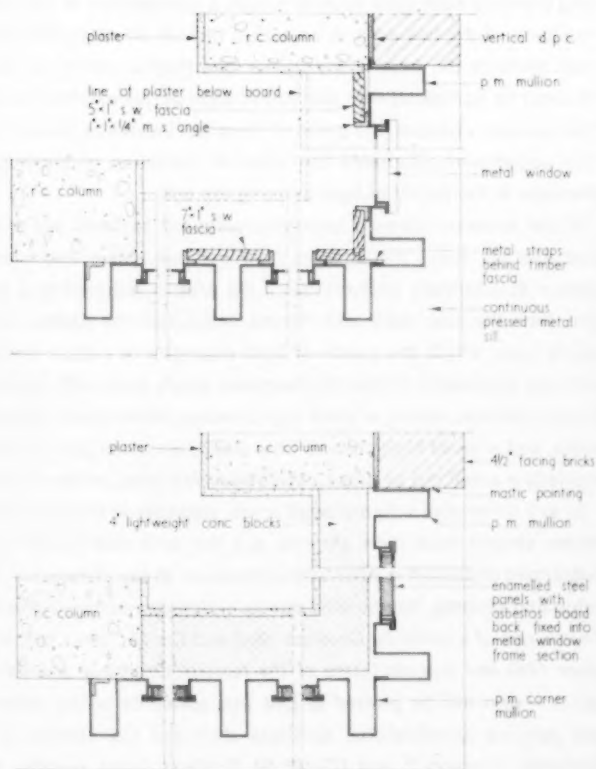 plaster
r.c. column
vertical d.p.c.
p.m. mullion
line of plaster below board
5"×1" s.w.
fascia
1"×1"×¼" m.s. angle
metal window
r.c. column
7"×1" s.w.
fascia
metal straps
behind timber
fascia
continuous
pressed metal
sill.
plaster
r.c. column
4½" facing bricks
mastic pointing
4" lightweight conc blocks
p.m. mullion
enamelled steel
panels with
asbestos board
back fixed into
metal window
frame section
r.c. column
p.m. corner
mullion